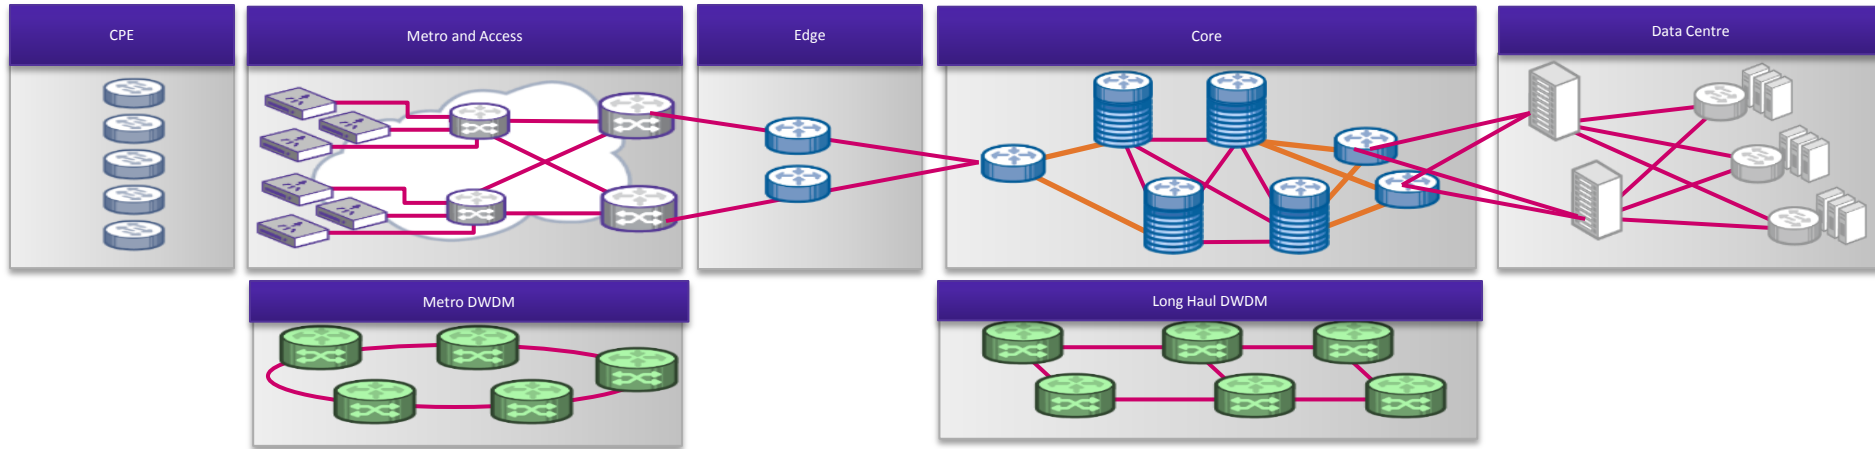 CPE
Metro and Access
Edge
Core
Data Centre
Metro DWDM
Long Haul DWDM